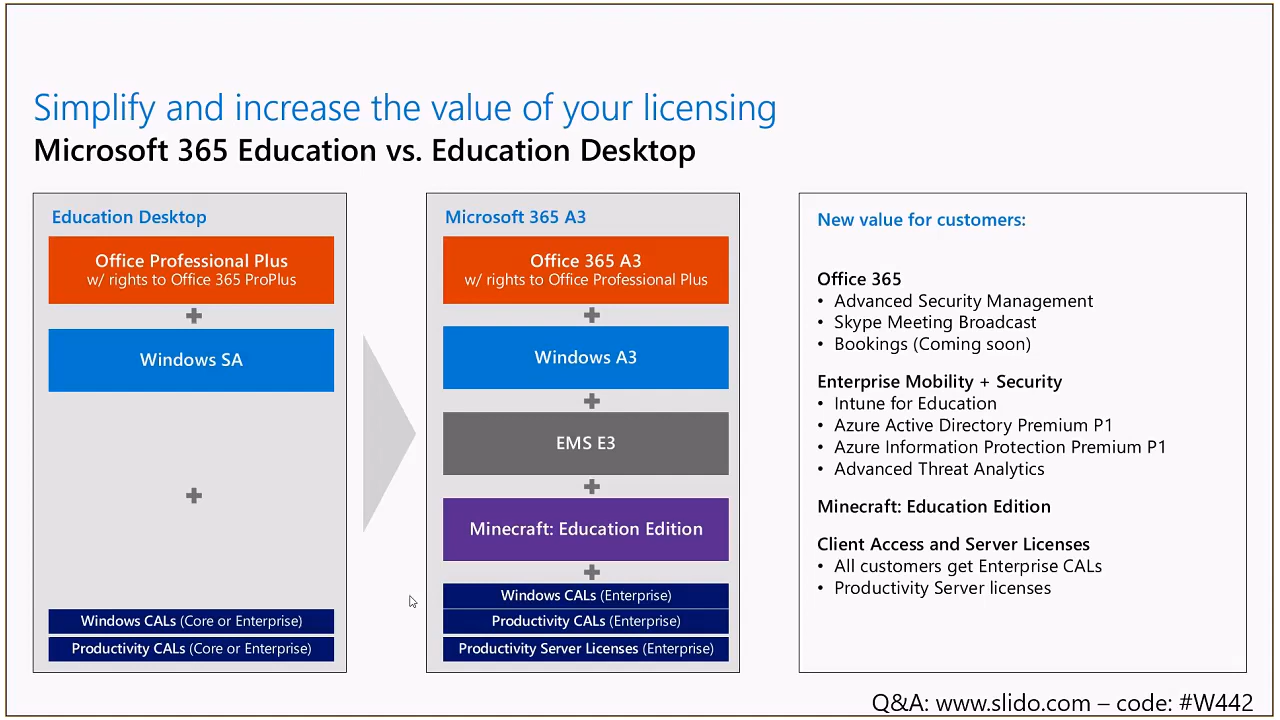 Simplify and increase the value of your licensing
Microsoft 365 Education vs. Education Desktop
Education Desktop
Office Professional Plus
w/ rights to Office 365 ProPlus
Windows SA
Windows CALs (Core or Enterprise)
Productivity CALs (Core or Enterprise)
Microsoft 365 A3
Office 365 A3
w/ rights to Office Professional Plus
Windows A3
EMS E3
Minecraft: Education Edition
Windows CALs (Enterprise)
Productivity CALs (Enterprise)
Productivity Server Licenses (Enterprise)
New value for customers:
Office 365
• Advanced Security Management
• Skype Meeting Broadcast
• Bookings (Coming soon)
Enterprise Mobility + Security
• Intune for Education
• Azure Active Directory Premium P1
• Azure Information Protection Premium P1
• Advanced Threat Analytics
Minecraft: Education Edition
Client Access and Server Licenses
• All customers get Enterprise CALs
• Productivity Server licenses
Q&A: www.slido.com – code: #W442